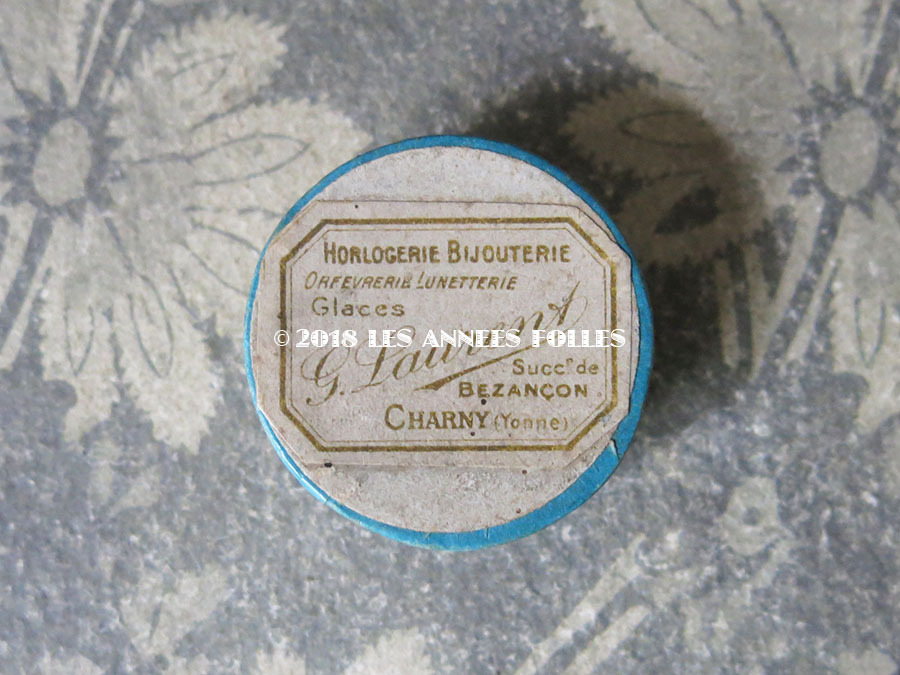 HORLOGERIE BIJOUTERIE
ORFEVRERIE LUNETTERIE
Glaces
© 2018 LES ANNEES FOLLES
G. Laurent
Succr de
BEZANÇON
CHARNY (Yonne)